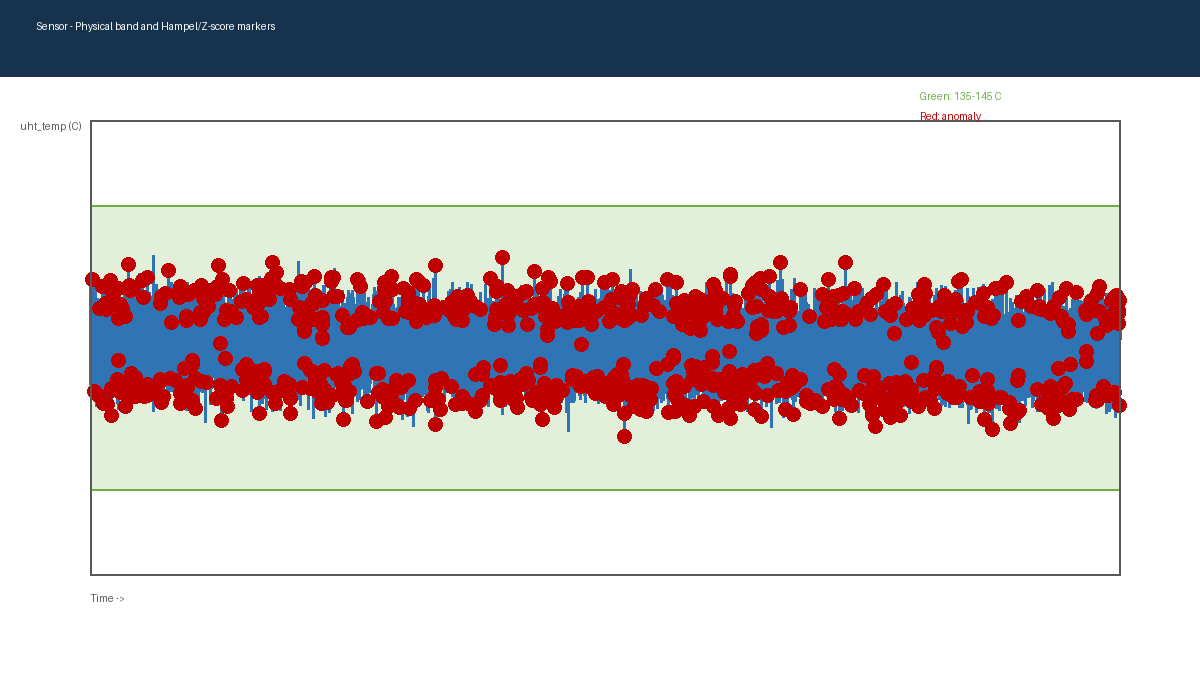 Sensor - Physical band and Hampel/Z-score markers
Green: 135-145 C
Red: anomaly
uht_temp (C)
Time ->